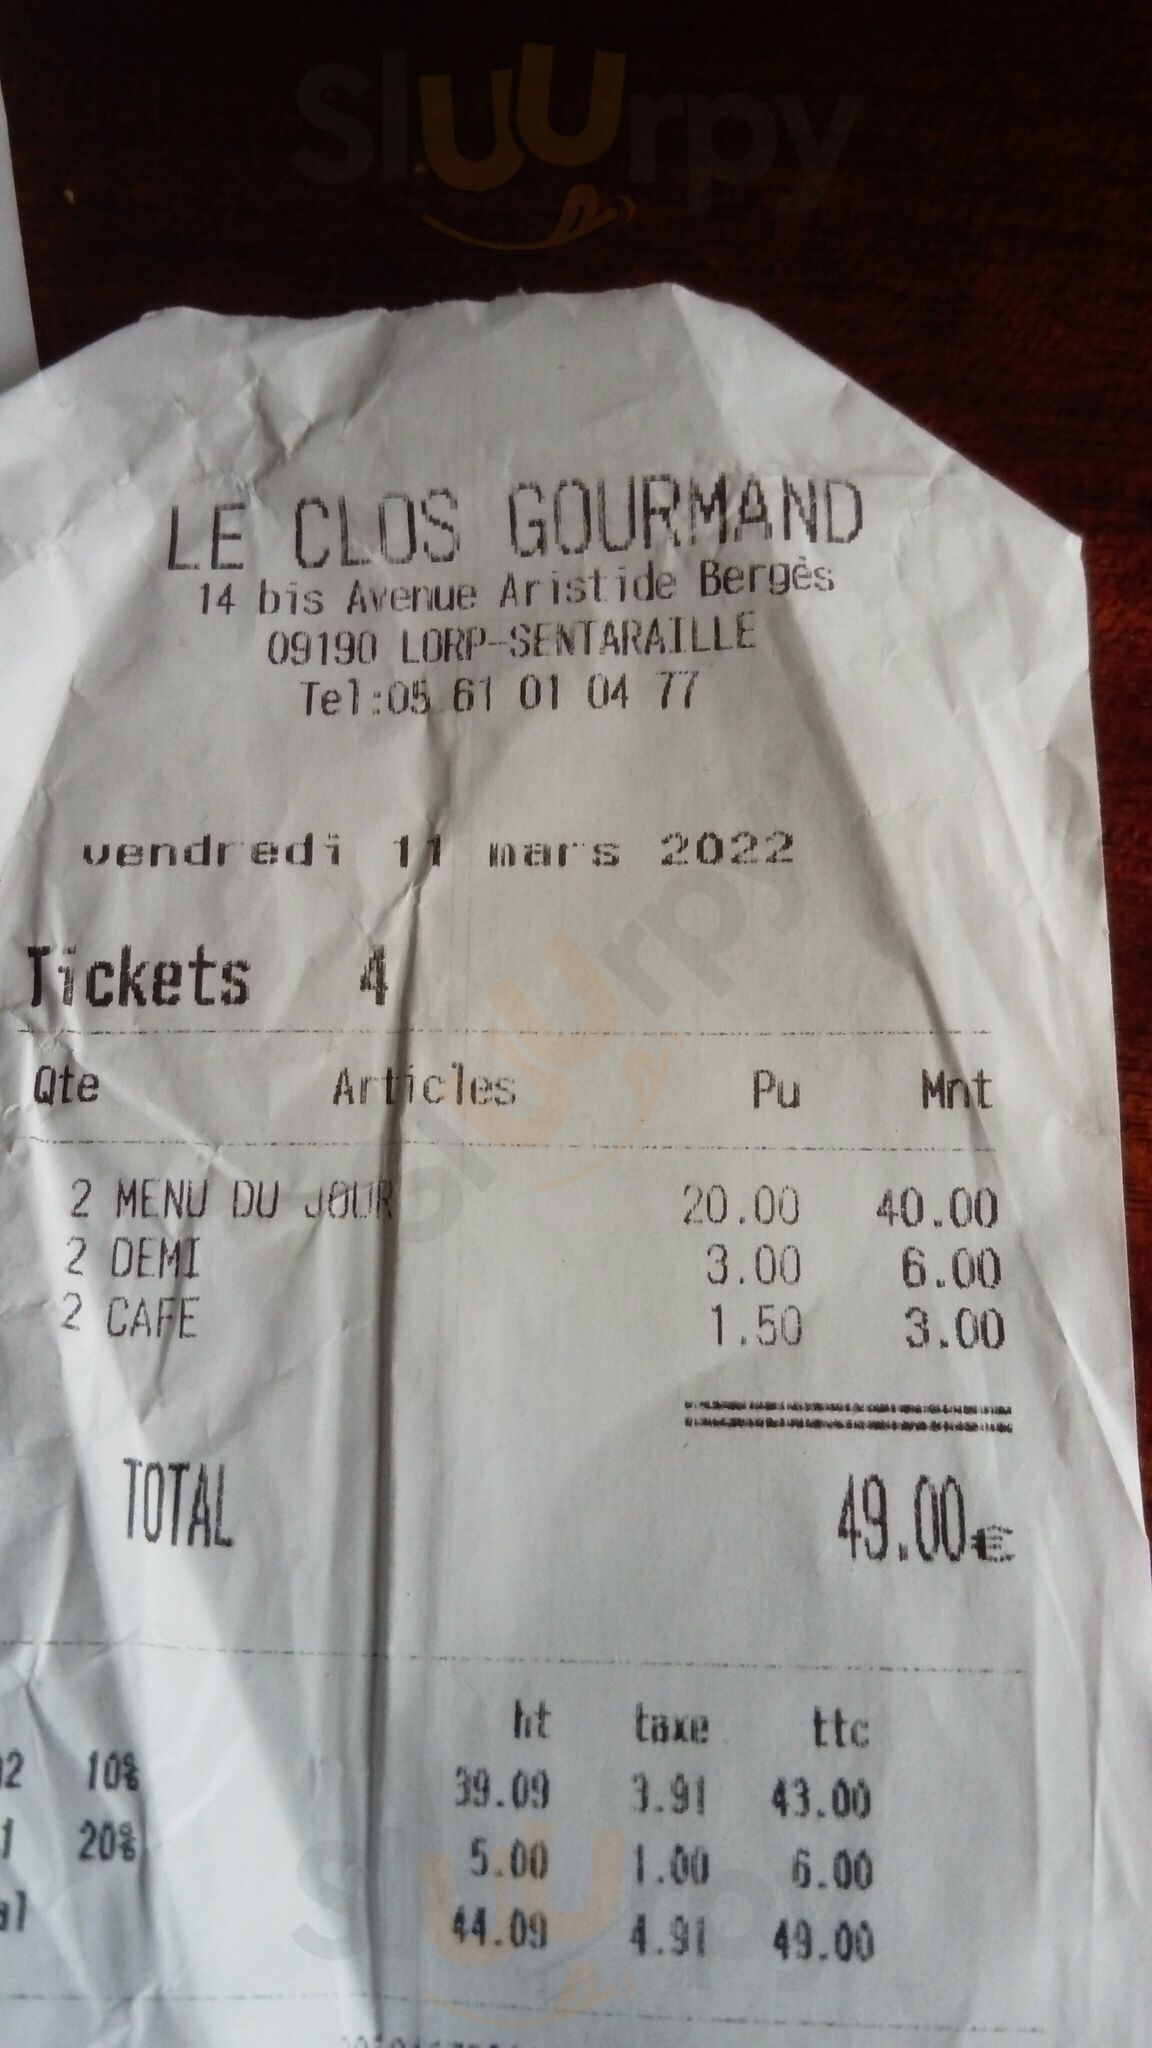 Sluurpy
LE CLOS GOURMAND
14 bis Avenue Aristide Bergès
09190 LORP-SENTARAILLE
Tel:05 61 01 04 77
vendredi 11 mars 2022
Tickets 4
Sluurpy
Qte Articles Pu Mnt
2 MENU DU JOUR 20.00 40.00
2 DEMI 3.00 6.00
2 CAFE 1.50 3.00
TOTAL 49.00€
ht taxe ttc
10% 39.09 3.91 43.00
20% 5.00 1.00 6.00
44.09 4.91 49.00
Sluurpy